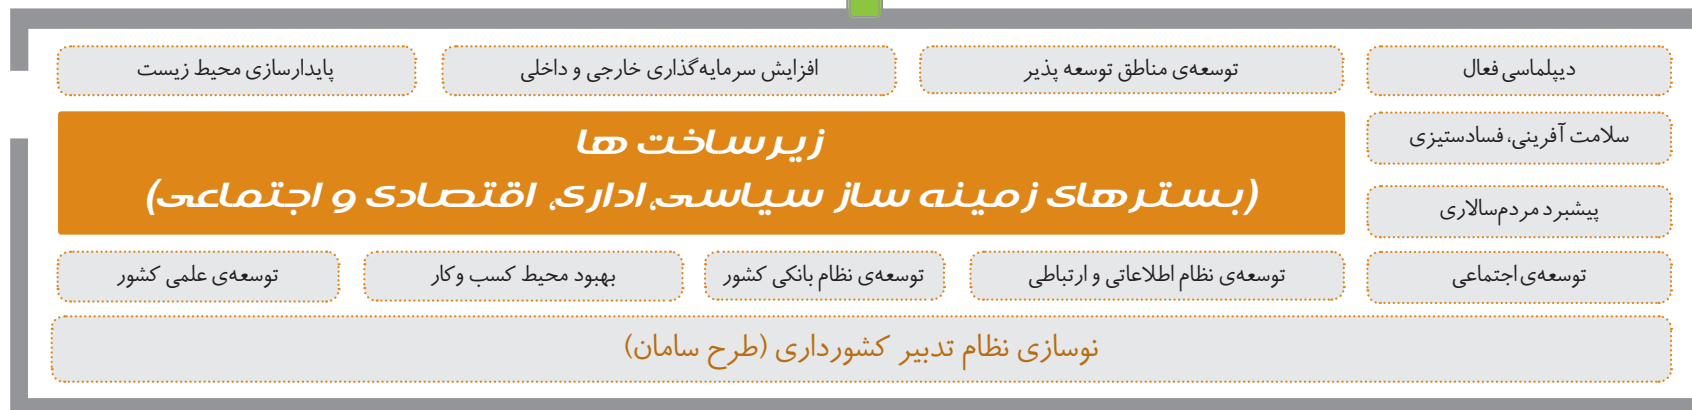 دیپلماسی فعال
توسعه‌ی مناطق توسعه پذیر
افزایش سرمایه‌گذاری خارجی و داخلی
پایدارسازی محیط زیست
سلامت آفرینی، فسادستیزی
زیرساخت ها
(بسترهای زمینه ساز سیاسی، اداری، اقتصادی و اجتماعی)
پیشبرد مردم‌سالاری
توسعه‌ی اجتماعی
توسعه‌ی نظام اطلاعاتی و ارتباطی
توسعه‌ی نظام بانکی کشور
بهبود محیط کسب وکار
توسعه‌ی علمی کشور
نوسازی نظام تدبیر کشورداری (طرح سامان)